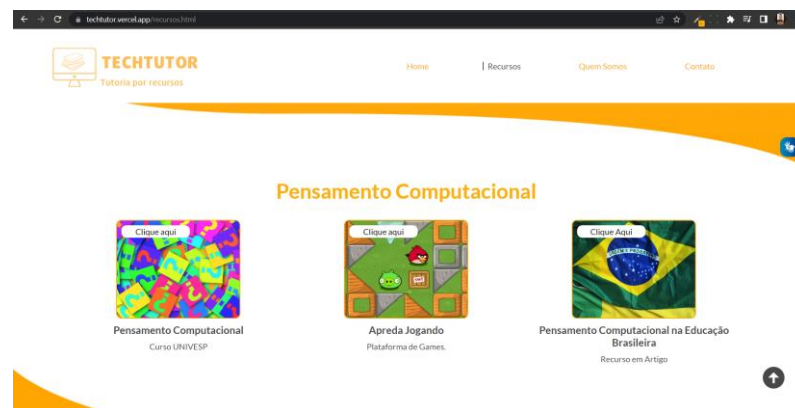 techtutor.vercel.app/recursos.html
TECHTUTOR
Tutoria por recursos
Home
Recursos
Quem Somos
Contato
Pensamento Computacional
Clique aqui
Clique aqui
Clique Aqui
Pensamento Computacional
Curso UNIVESP
Apreda Jogando
Plataforma de Games.
Pensamento Computacional na Educação
Brasileira
Recurso em Artigo